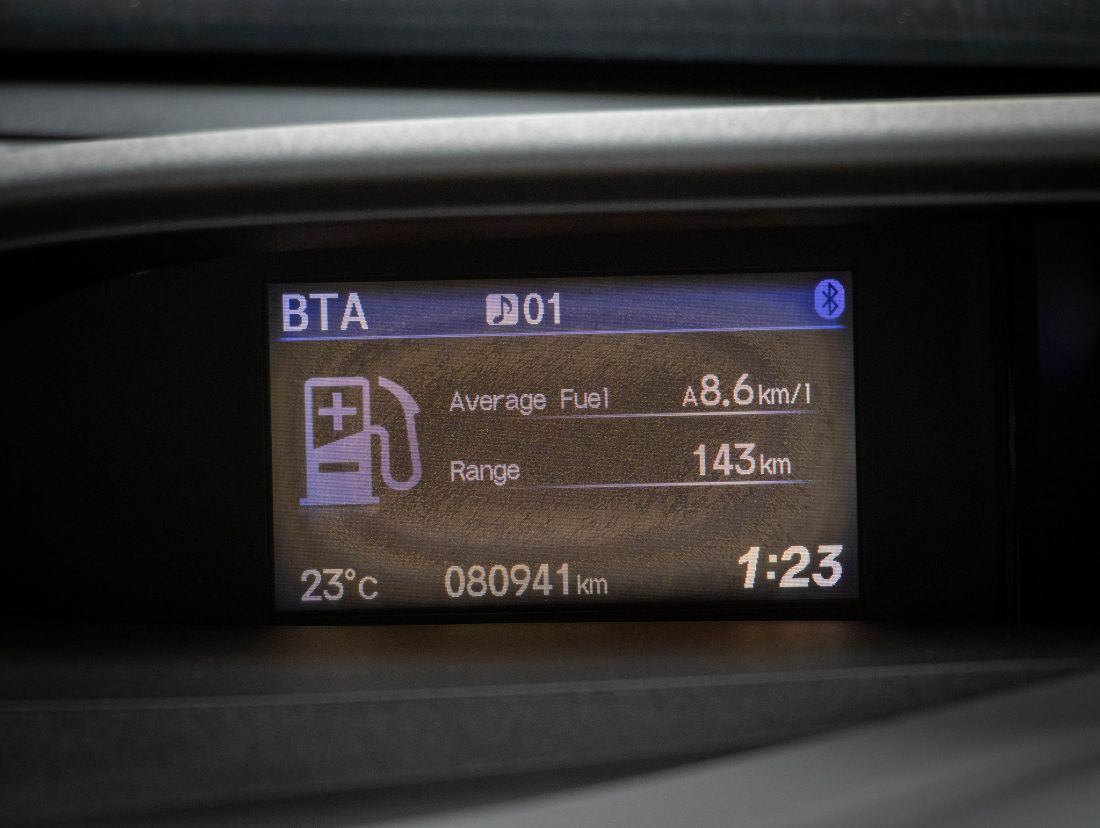 BTA 01
Average Fuel A8.6km/l
Range 143km
23°C 080941km 1:23